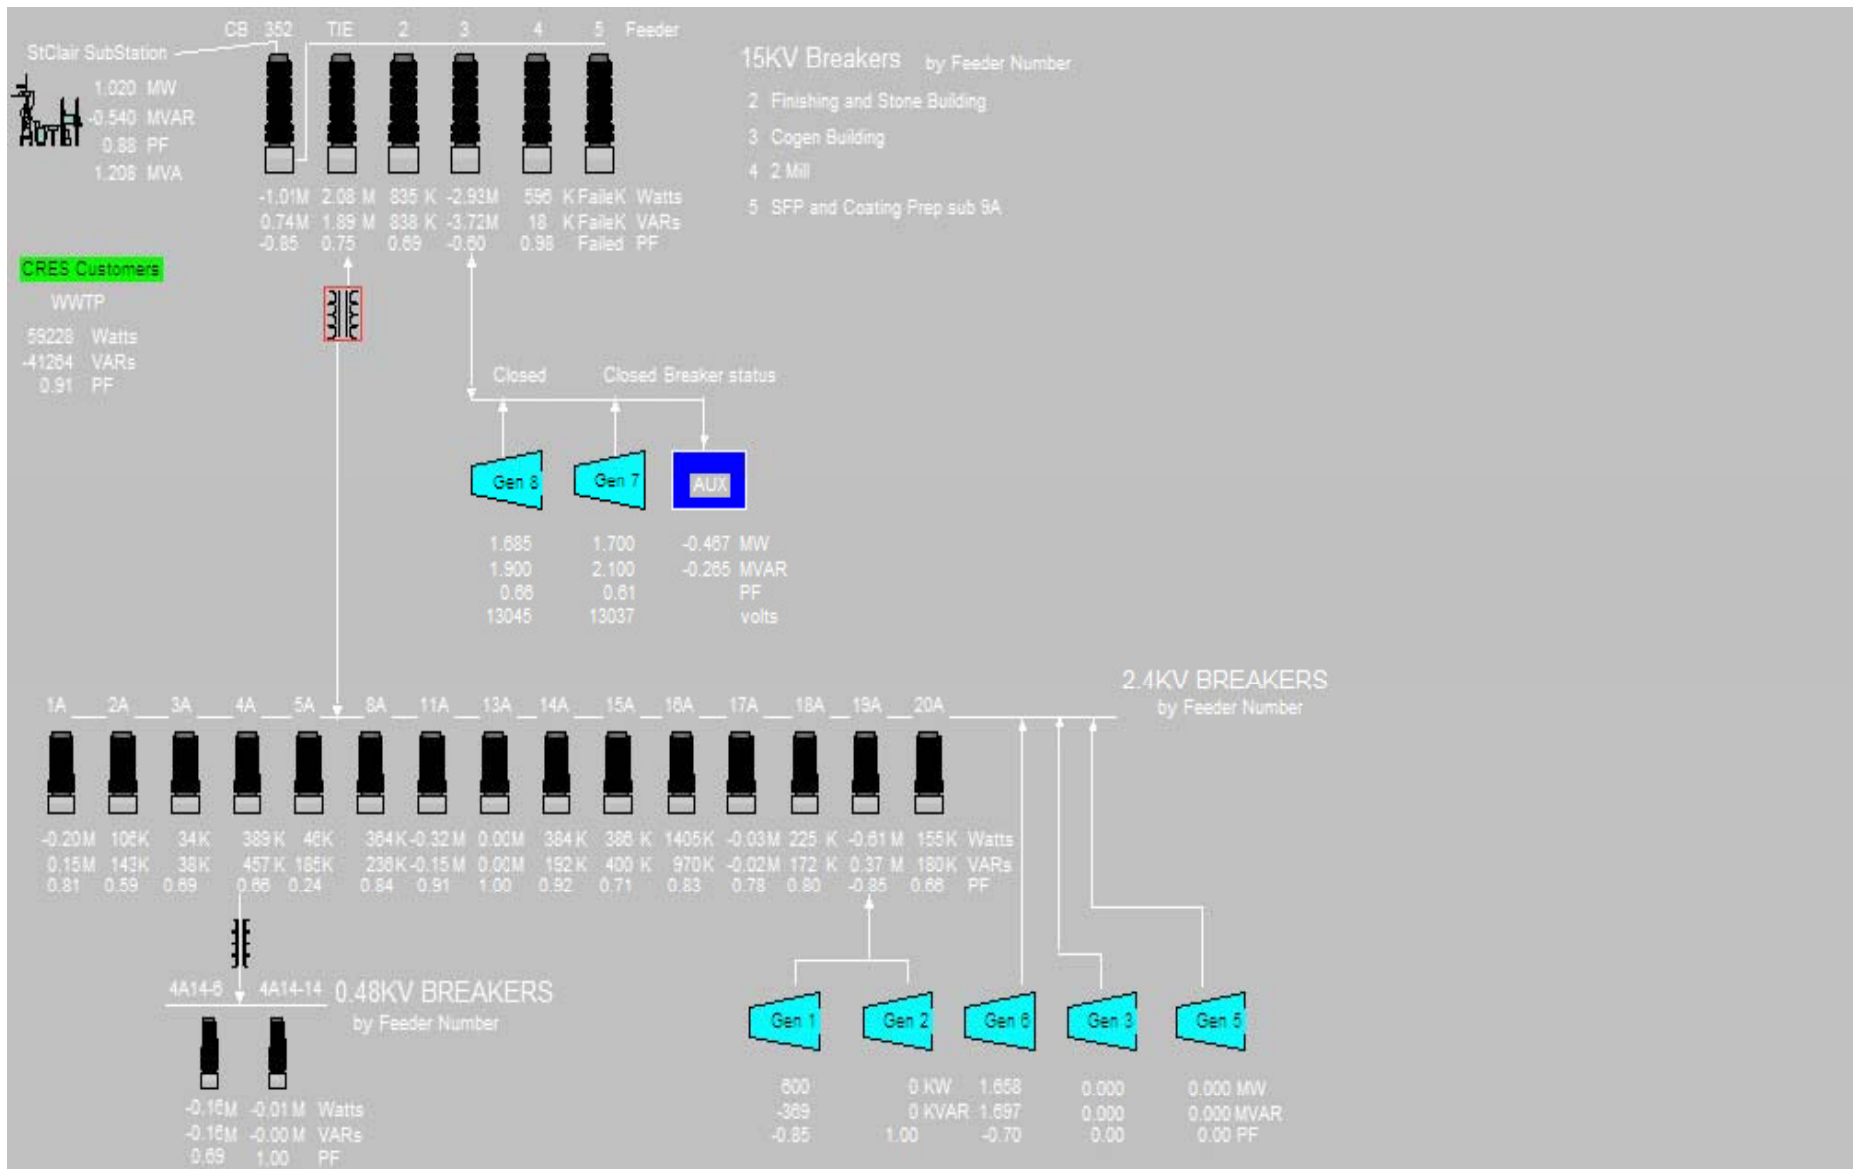 CB 352 TIE 2 3 4 5 Feeder
StClair SubStation
1.020 MW
-0.540 MVAR
0.88 PF
1.208 MVA
-1.01M 2.08 M 835 K -2.93M 596 K FaileK Watts
0.74M 1.89 M 838 K -3.72M 18 K FaileK VARs
-0.85 0.75 0.69 -0.60 0.98 Failed PF
15KV Breakers by Feeder Number
2 Finishing and Stone Building
3 Cogen Building
4 2 Mill
5 SFP and Coating Prep sub 9A
CRES Customers
WWTP
59228 Watts
-41264 VARs
0.91 PF
Closed Closed Breaker status
Gen 8 Gen 7 AUX
1.685 1.700 -0.467 MW
1.900 2.100 -0.265 MVAR
0.66 0.61 PF
13045 13037 volts
2.4KV BREAKERS
by Feeder Number
1A 2A 3A 4A 5A 8A 11A 13A 14A 15A 16A 17A 18A 19A 20A
-0.20M 106K 34K 389 K 46K 364K -0.32 M 0.00M 384 K 386 K 1405K -0.03M 225 K -0.61 M 155K Watts
0.15M 143K 38K 457 K 185K 236K -0.15 M 0.00M 192K 400 K 970K -0.02M 172 K 0.37 M 180K VARs
0.81 0.59 0.69 0.66 0.24 0.84 0.91 1.00 0.92 0.71 0.83 0.78 0.80 -0.85 0.66 PF
4A14-6 4A14-14 0.48KV BREAKERS
by Feeder Number
-0.16M -0.01 M Watts
-0.16M -0.00 M VARs
0.69 1.00 PF
Gen 1 Gen 2 Gen 6 Gen 3 Gen 5
600 0 KW 1.658 0.000 0.000 MW
-369 0 KVAR 1.697 0.000 0.000 MVAR
-0.85 1.00 -0.70 0.00 0.00 PF